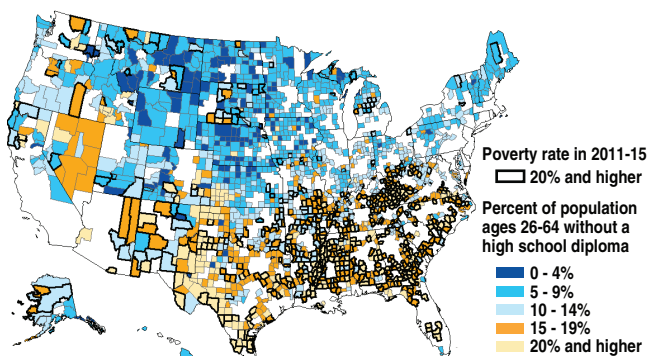 Poverty rate in 2011-15
20% and higher
Percent of population
ages 26-64 without a
high school diploma
0 - 4%
5 - 9%
10 - 14%
15 - 19%
20% and higher